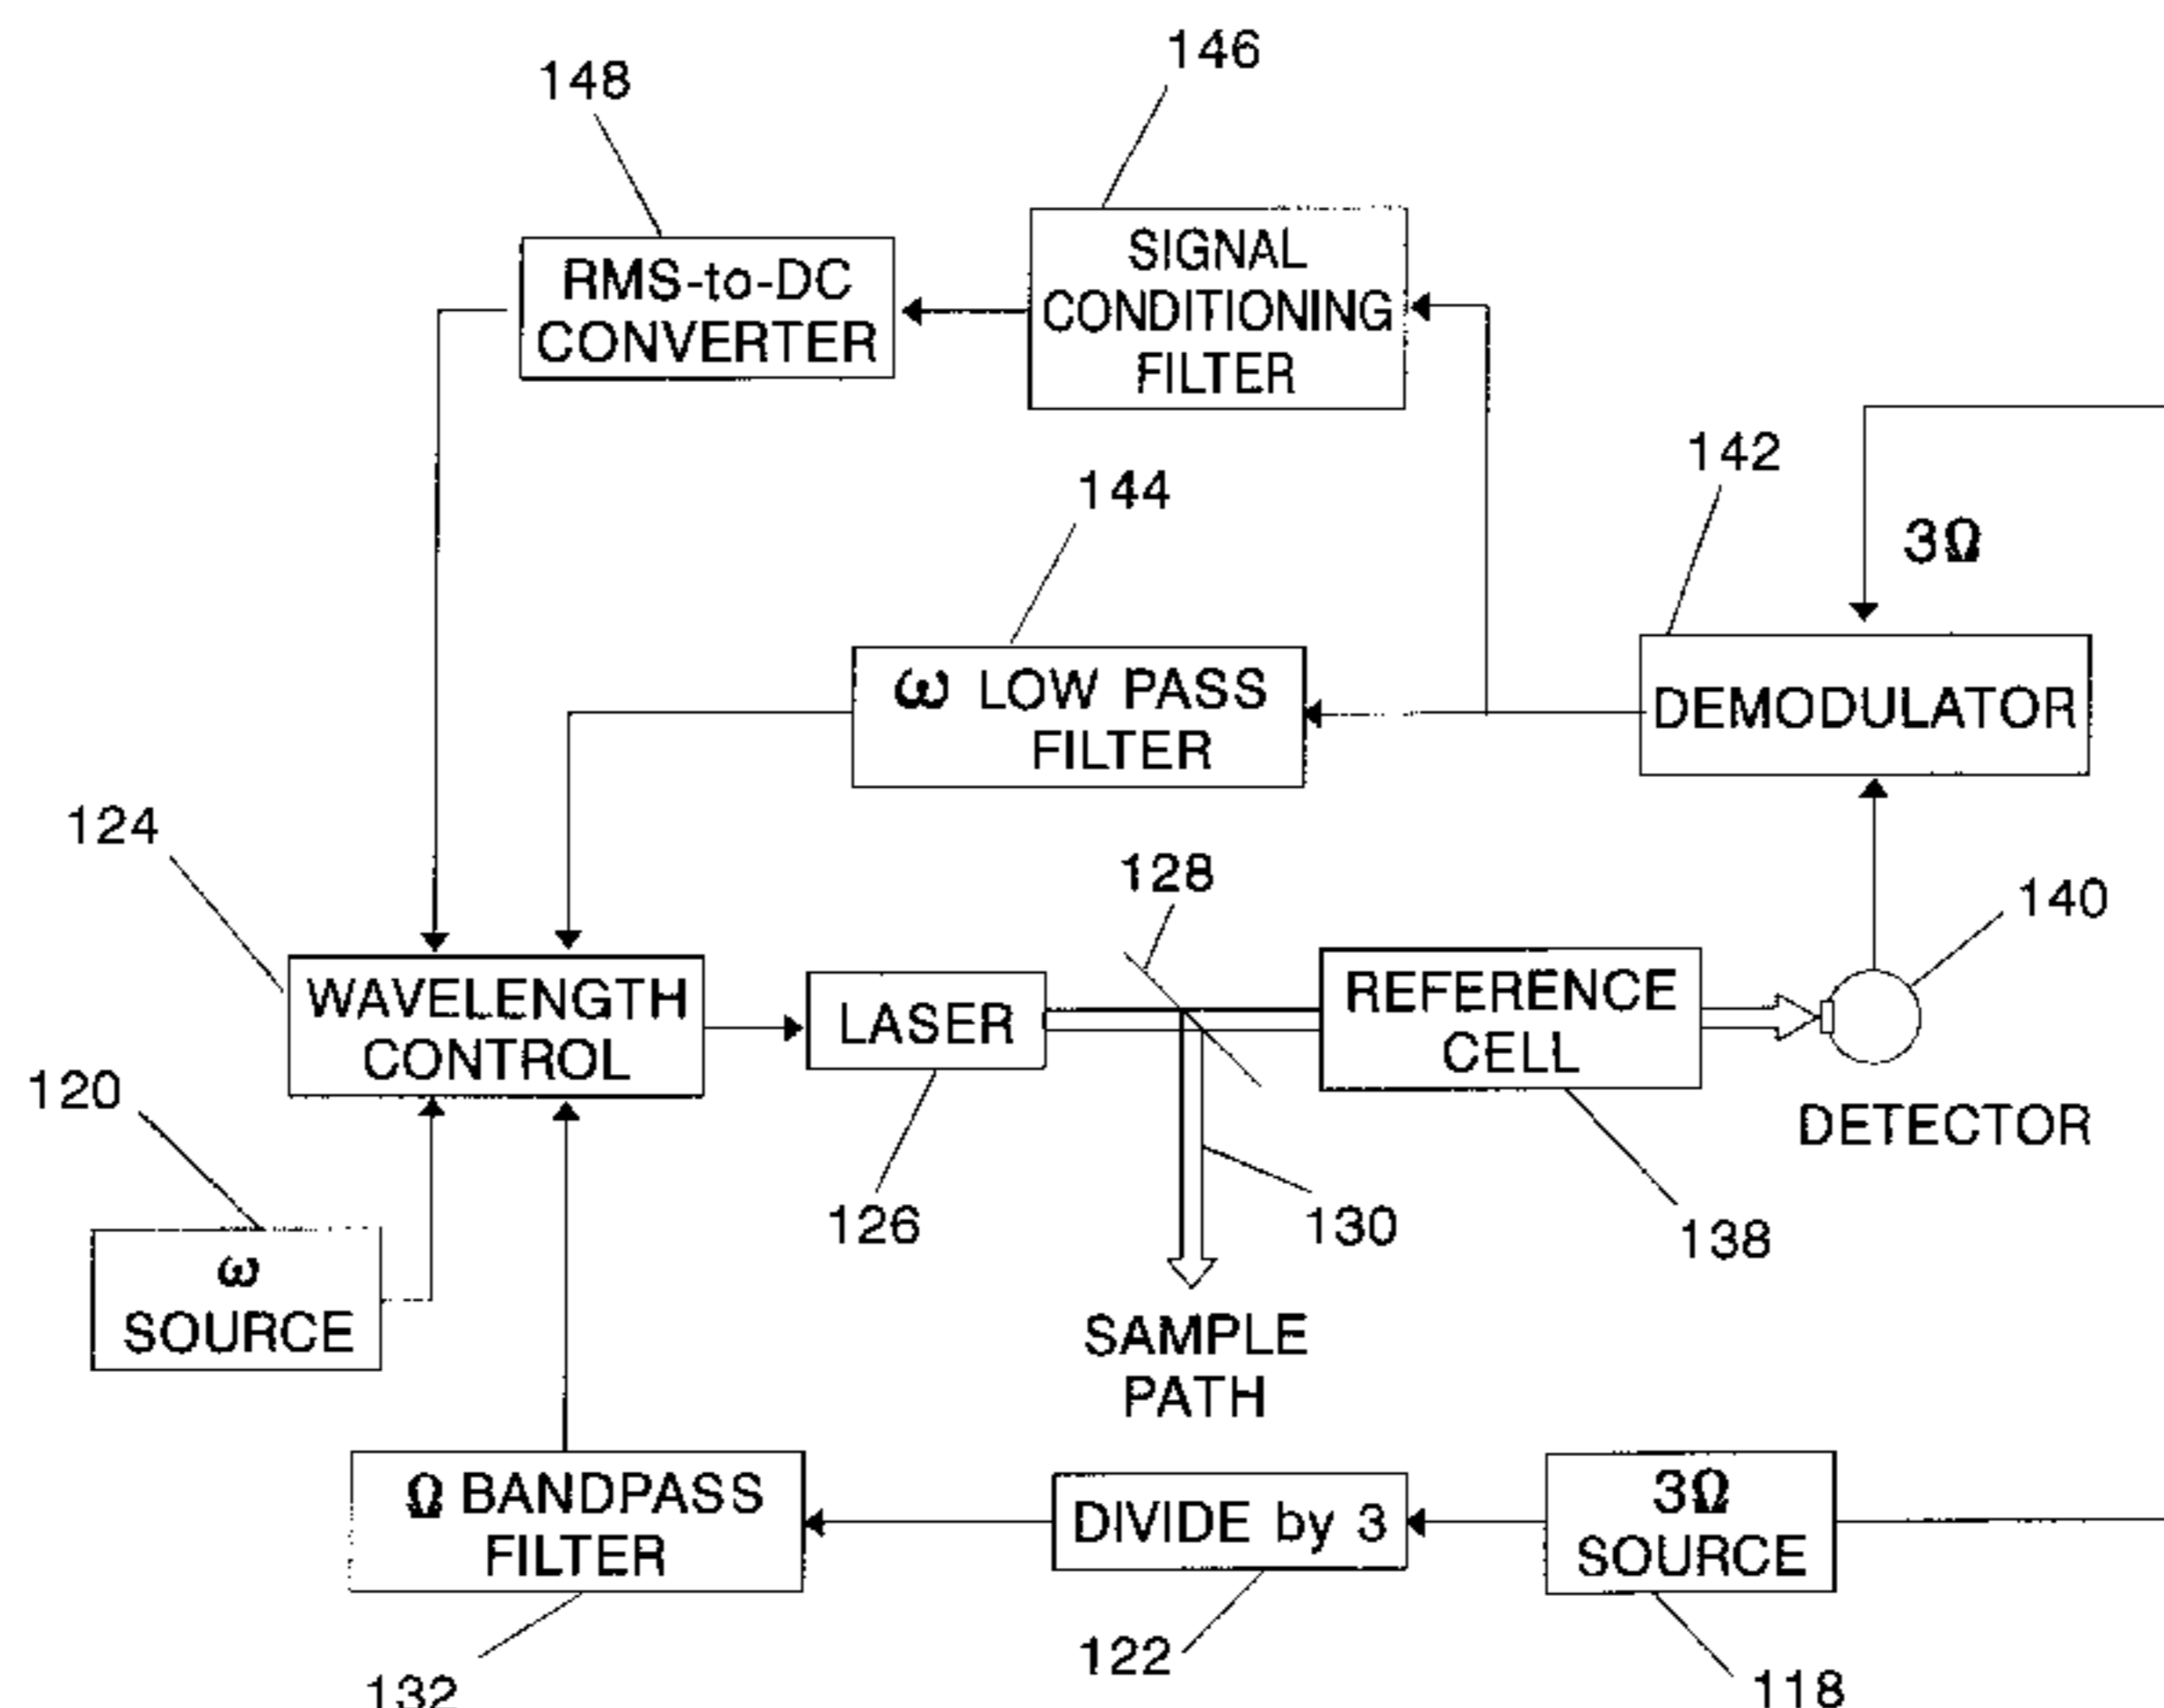 146
148
SIGNAL
CONDITIONING
FILTER
RMS-to-DC
CONVERTER
142
144
3Ω
ω LOW PASS
FILTER
DEMODULATOR
124
128
140
WAVELENGTH
CONTROL
LASER
REFERENCE
CELL
120
DETECTOR
126
130
138
ω
SOURCE
SAMPLE
PATH
Ω BANDPASS
FILTER
DIVIDE by 3
3Ω
SOURCE
122
132
118